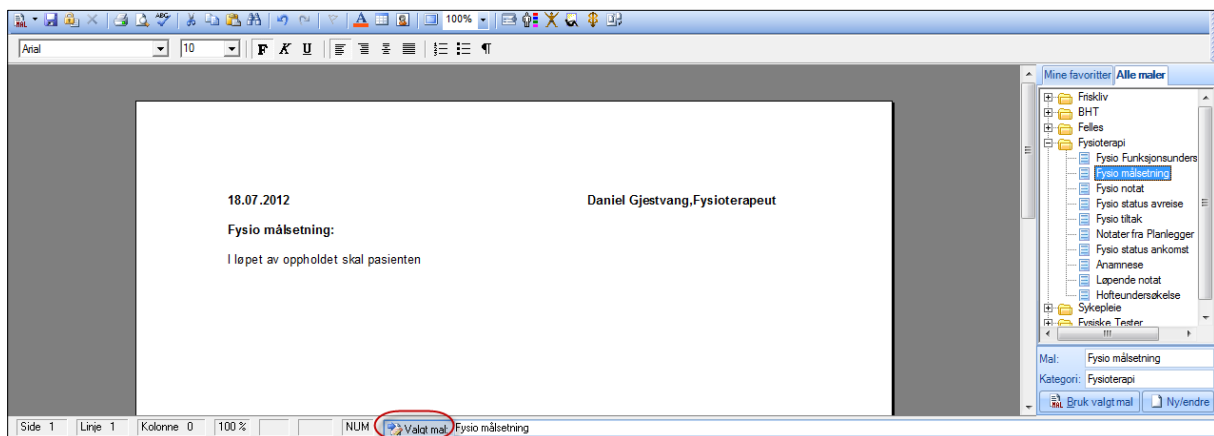 100%
Arial
10
F K U
Mine favoritter
Alle maler
Friskliv
BHT
Felles
Fysioterapi
Fysio Funksjonsunders
Fysio målsetning
Fysio notat
Fysio status avreise
Fysio tiltak
Notater fra Planlegger
Fysio status ankomst
Anamnese
Løpende notat
Hofteundersøkelse
Sykepleie
Fysiske Tester
18.07.2012 Daniel Gjestvang,Fysioterapeut
Fysio målsetning:
I løpet av oppholdet skal pasienten
Mal: Fysio målsetning
Kategori: Fysioterapi
Bruk valgt mal
Ny/endre
Side 1 Linje 1 Kolonne 0 100 % NUM Valgt mal: Fysio målsetning